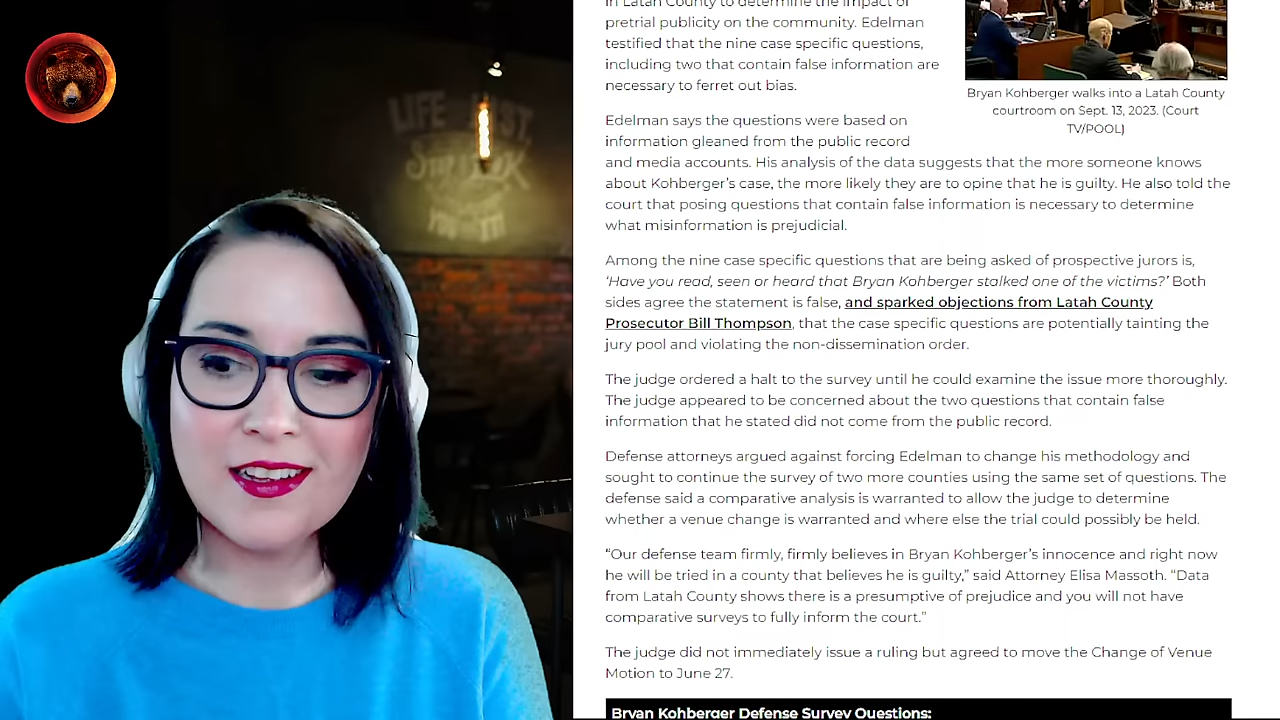 LIFE
in Latah County to determine the impact of
pretrial publicity on the community. Edelman
testified that the nine case specific questions,
including two that contain false information are
necessary to ferret out bias.
Bryan Kohberger walks into a Latah County
courtroom on Sept. 13, 2023. (Court
TV/POOL)
Edelman says the questions were based on
information gleaned from the public record
and media accounts. His analysis of the data suggests that the more someone knows
about Kohberger's case, the more likely they are to opine that he is guilty. He also told the
court that posing questions that contain false information is necessary to determine
what misinformation is prejudicial.
Among the nine case specific questions that are being asked of prospective jurors is,
‘Have you read, seen or heard that Bryan Kohberger stalked one of the victims?’ Both
sides agree the statement is false, and sparked objections from Latah County
Prosecutor Bill Thompson, that the case specific questions are potentially tainting the
jury pool and violating the non-dissemination order.
The judge ordered a halt to the survey until he could examine the issue more thoroughly.
The judge appeared to be concerned about the two questions that contain false
information that he stated did not come from the public record.
Defense attorneys argued against forcing Edelman to change his methodology and
sought to continue the survey of two more counties using the same set of questions. The
defense said a comparative analysis is warranted to allow the judge to determine
whether a venue change is warranted and where else the trial could possibly be held.
“Our defense team firmly, firmly believes in Bryan Kohberger’s innocence and right now
he will be tried in a county that believes he is guilty,” said Attorney Elisa Massoth. “Data
from Latah County shows there is a presumptive of prejudice and you will not have
comparative surveys to fully inform the court.”
The judge did not immediately issue a ruling but agreed to move the Change of Venue
Motion to June 27.
Bryan Kohberger Defense Survey Questions: